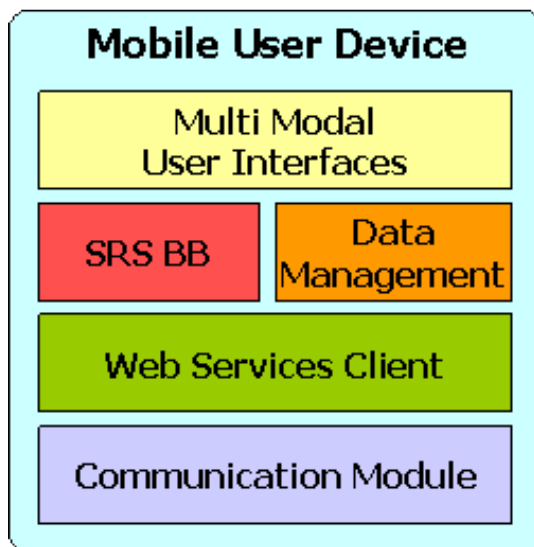 Mobile User Device
Multi Modal
User Interfaces
SRS BB
Data
Management
Web Services Client
Communication Module